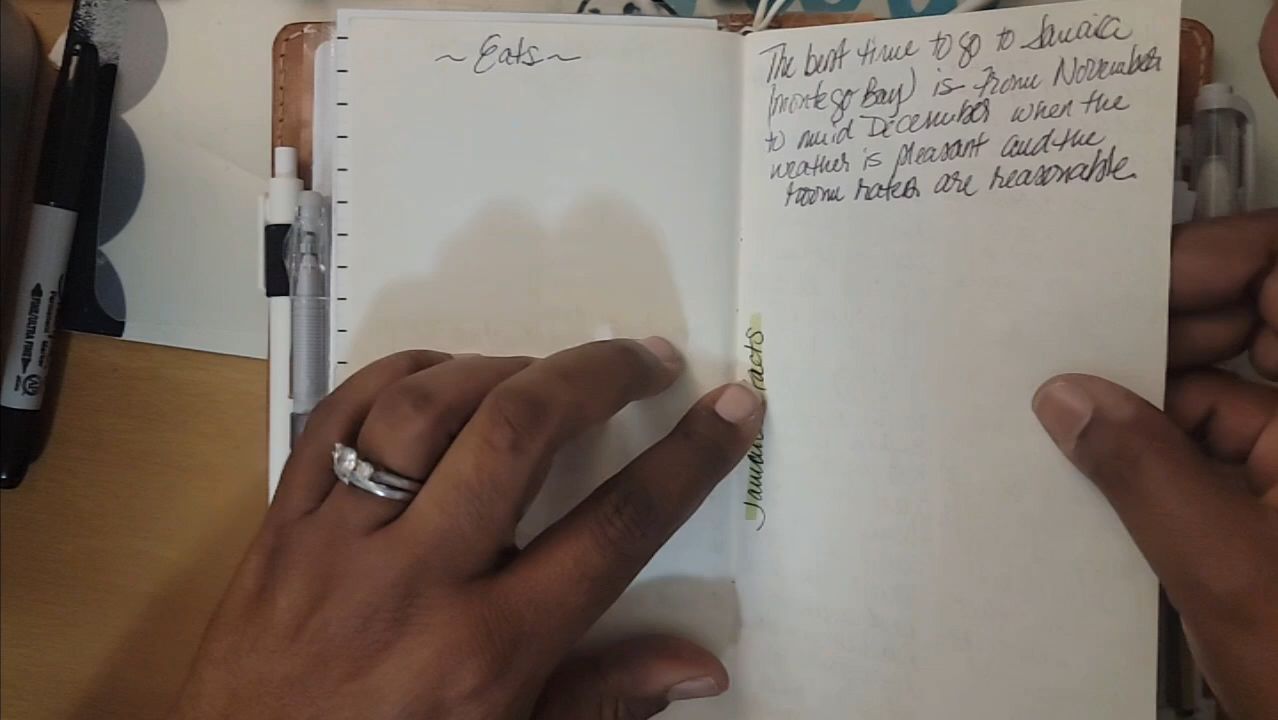 ~ Eats ~
The best time to go to Jamaica
(Montego Bay) is from November
to mid December when the
weather is pleasant and the
room rates are reasonable.
Facts